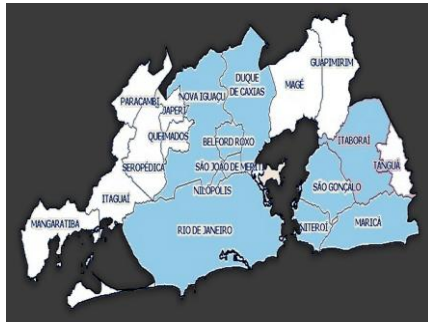 GUAPIMIRIM
DUQUE
DE CAXIAS
MAGÉ
NOVA IGUAÇU
PARACAMBI
JAPERI
QUEIMADOS
BELFORD ROXO
ITABORAÍ
SEROPÉDICA
SÃO JOÃO DE MERITI
TANGUÁ
NILÓPOLIS
SÃO GONÇALO
ITAGUAÍ
MANGARATIBA
RIO DE JANEIRO
NITERÓI
MARICÁ